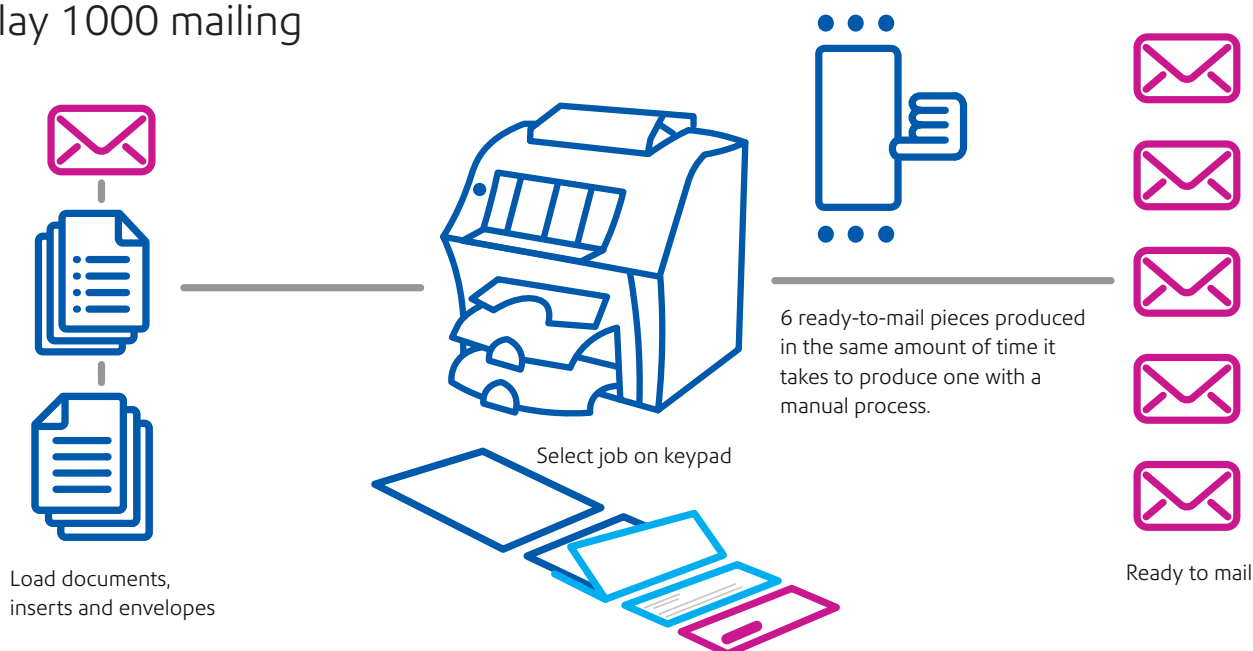 lay 1000 mailing
6 ready-to-mail pieces produced
in the same amount of time it
takes to produce one with a
manual process.
Select job on keypad
Load documents,
inserts and envelopes
Ready to mail